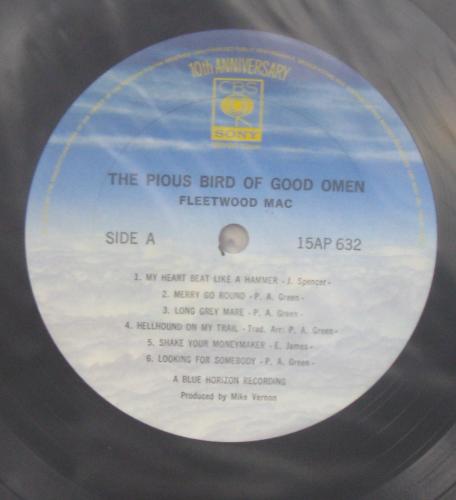 10th ANNIVERSARY
CBS
SONY
THE PIOUS BIRD OF GOOD OMEN
FLEETWOOD MAC
SIDE A
15AP 632
1. MY HEART BEAT LIKE A HAMMER - J. Spencer-
2. MERRY GO ROUND - P. A. Green-
3. LONG GREY MARE - P. A. Green-
4. HELLHOUND ON MY TRAIL - Trad. Arr: P. A. Green-
5. SHAKE YOUR MONEYMAKER - E. James-
6. LOOKING FOR SOMEBODY - P. A. Green-
A BLUE HORIZON RECORDING
Produced by Mike Vernon